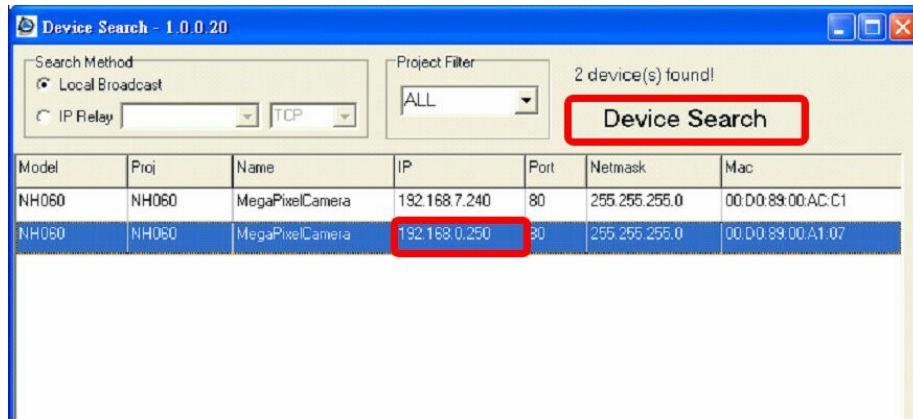 Device Search - 1.0.0.20
Search Method
Local Broadcast
IP Relay TCP
Project Filter
ALL
2 device(s) found!
Device Search
Model Proj Name IP Port Netmask Mac
NH060 NH060 MegaPixelCamera 192.168.7.240 80 255.255.255.0 00:D0:89:00:AC:C1
NH060 NH060 MegaPixelCamera 192.168.0.250 80 255.255.255.0 00:D0:89:00:A1:07